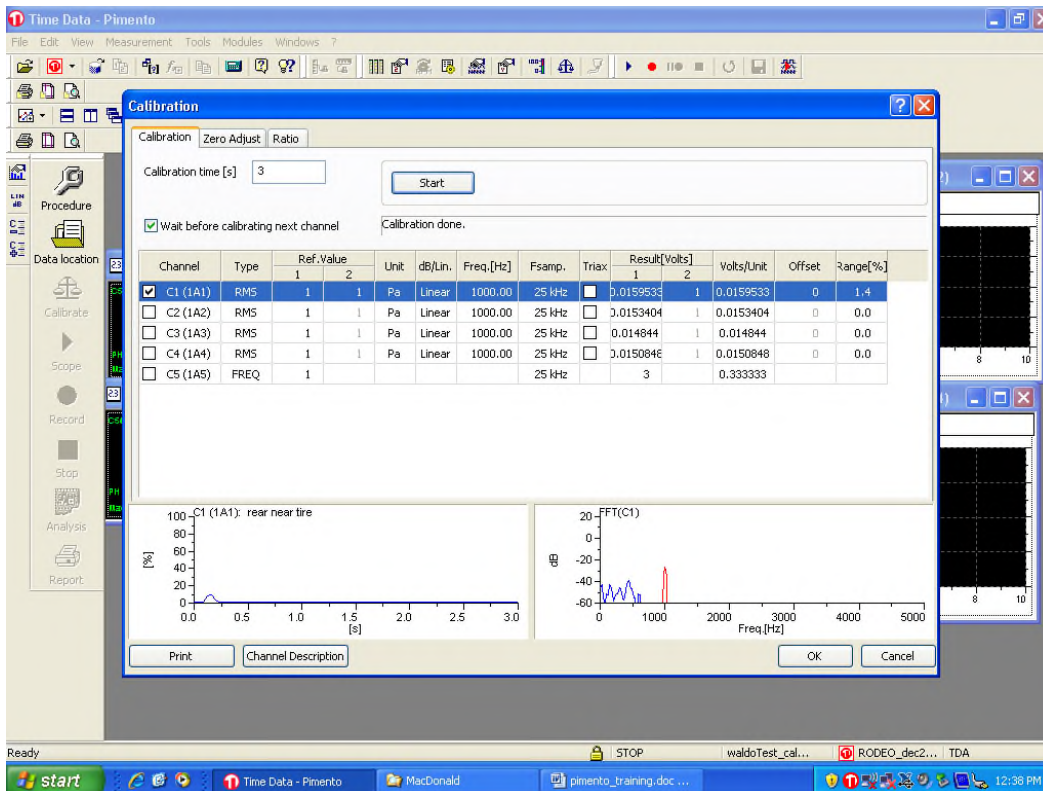 Time Data - Pimento
File Edit View Measurement Tools Modules Windows ?
Calibration
Calibration Zero Adjust Ratio
Calibration time [s] 3
Start
Procedure
Wait before calibrating next channel
Calibration done.
Data location
Channel Type Ref.Value Unit dB/Lin. Freq.[Hz] Fsamp. Triax Result[Volts] Volts/Unit Offset Range[%]
1 2 1 2
C1 (1A1) RMS 1 1 Pa Linear 1000.00 25 kHz 0.0159533 1 0.0159533 0 1.4
C2 (1A2) RMS 1 1 Pa Linear 1000.00 25 kHz 0.0153404 1 0.0153404 0 0.0
C3 (1A3) RMS 1 1 Pa Linear 1000.00 25 kHz 0.014844 1 0.014844 0 0.0
C4 (1A4) RMS 1 1 Pa Linear 1000.00 25 kHz 0.0150848 1 0.0150848 0 0.0
C5 (1A5) FREQ 1 25 kHz 3 0.333333
Calibrate
Scope
Record
Stop
Analysis
Report
8 10
8 10
C1 (1A1): rear near tire
100
80
60
40
20
0
[%]
0.0 0.5 1.0 1.5 2.0 2.5 3.0
[s]
FFT(C1)
20
0
-20
-40
-60
dB
0 1000 2000 3000 4000 5000
Freq.[Hz]
Print Channel Description OK Cancel
Ready STOP waldoTest_cal... RODEO_dec2... TDA
start Time Data - Pimento MacDonald pimento_training.doc ... 12:38 PM